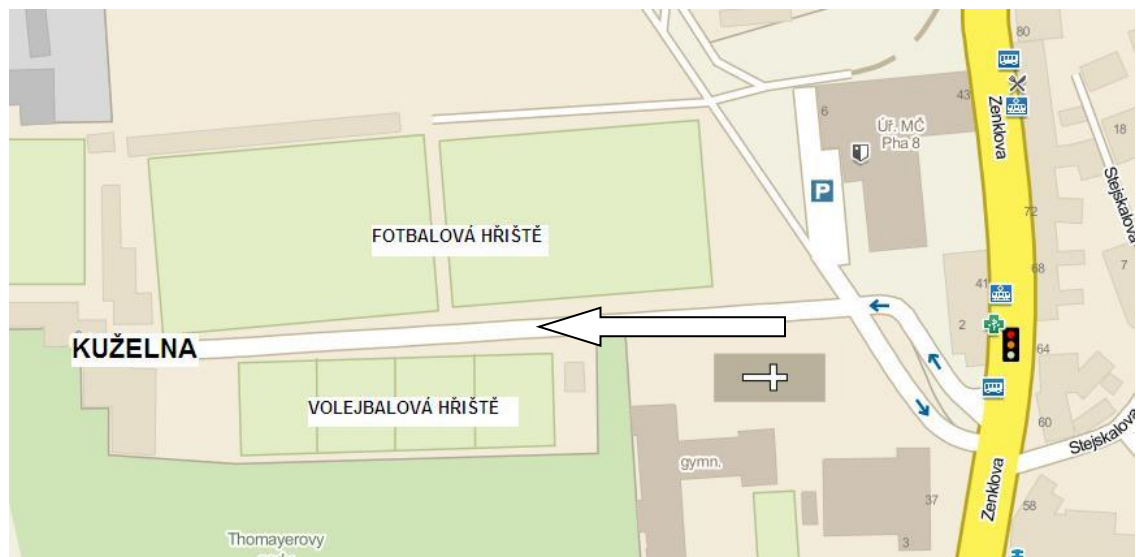 80
43
6
Úř. MČ
Pha 8
Zenklova
18
Stejskalova
P
72
FOTBALOVÁ HŘIŠTĚ
7
68
41
2
KUŽELNA
64
VOLEJBALOVÁ HŘIŠTĚ
60
Stejskalova
gymn.
Zenklova
37
58
3
Thomayerovy